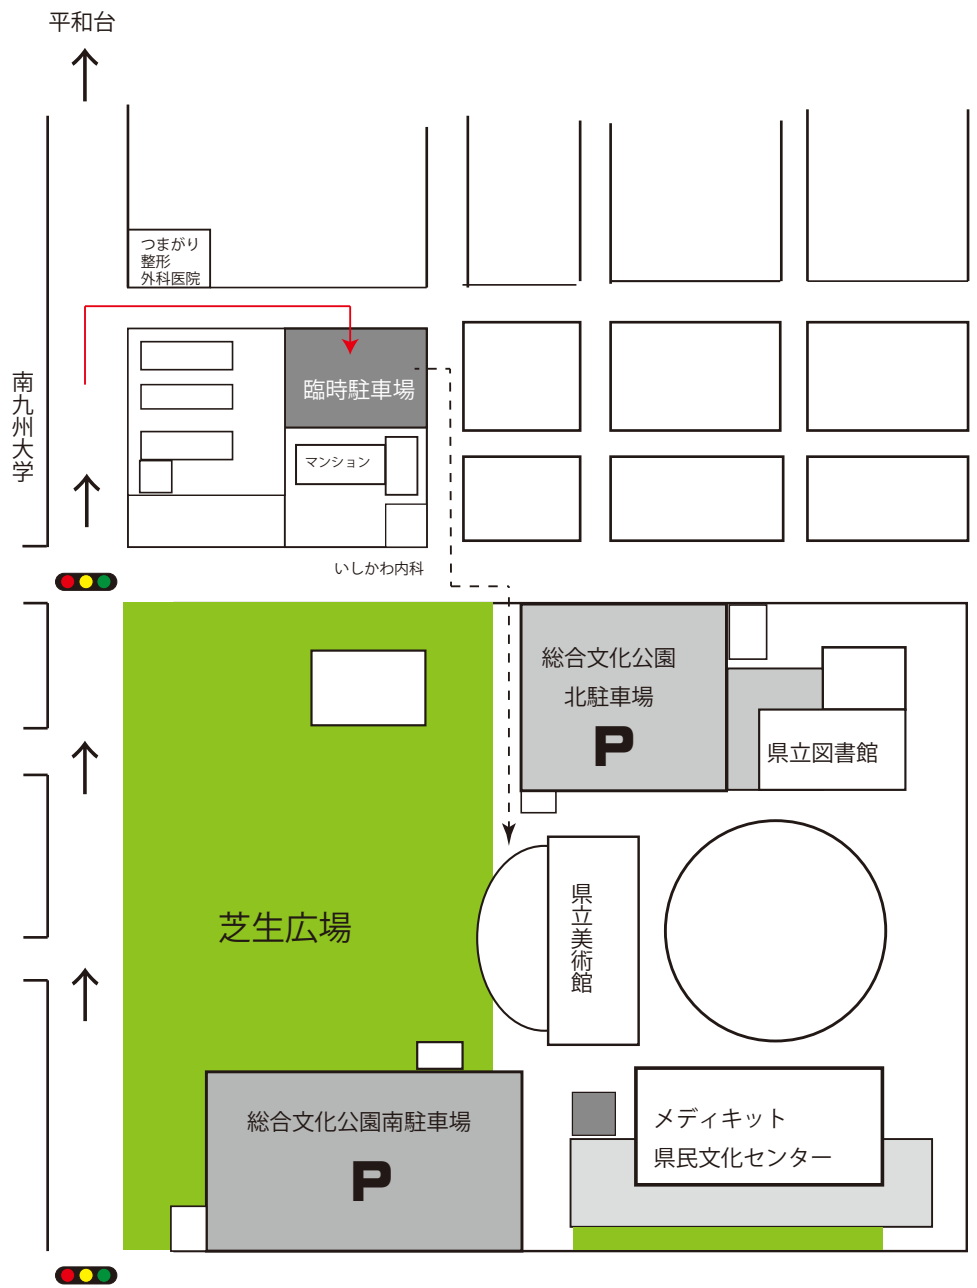 平和台
つまがり
整形
外科医院
南九州大学
臨時駐車場
マンション
いしかわ内科
総合文化公園
北駐車場
P
県立図書館
芝生広場
県立美術館
総合文化公園南駐車場
P
メディキット
県民文化センター